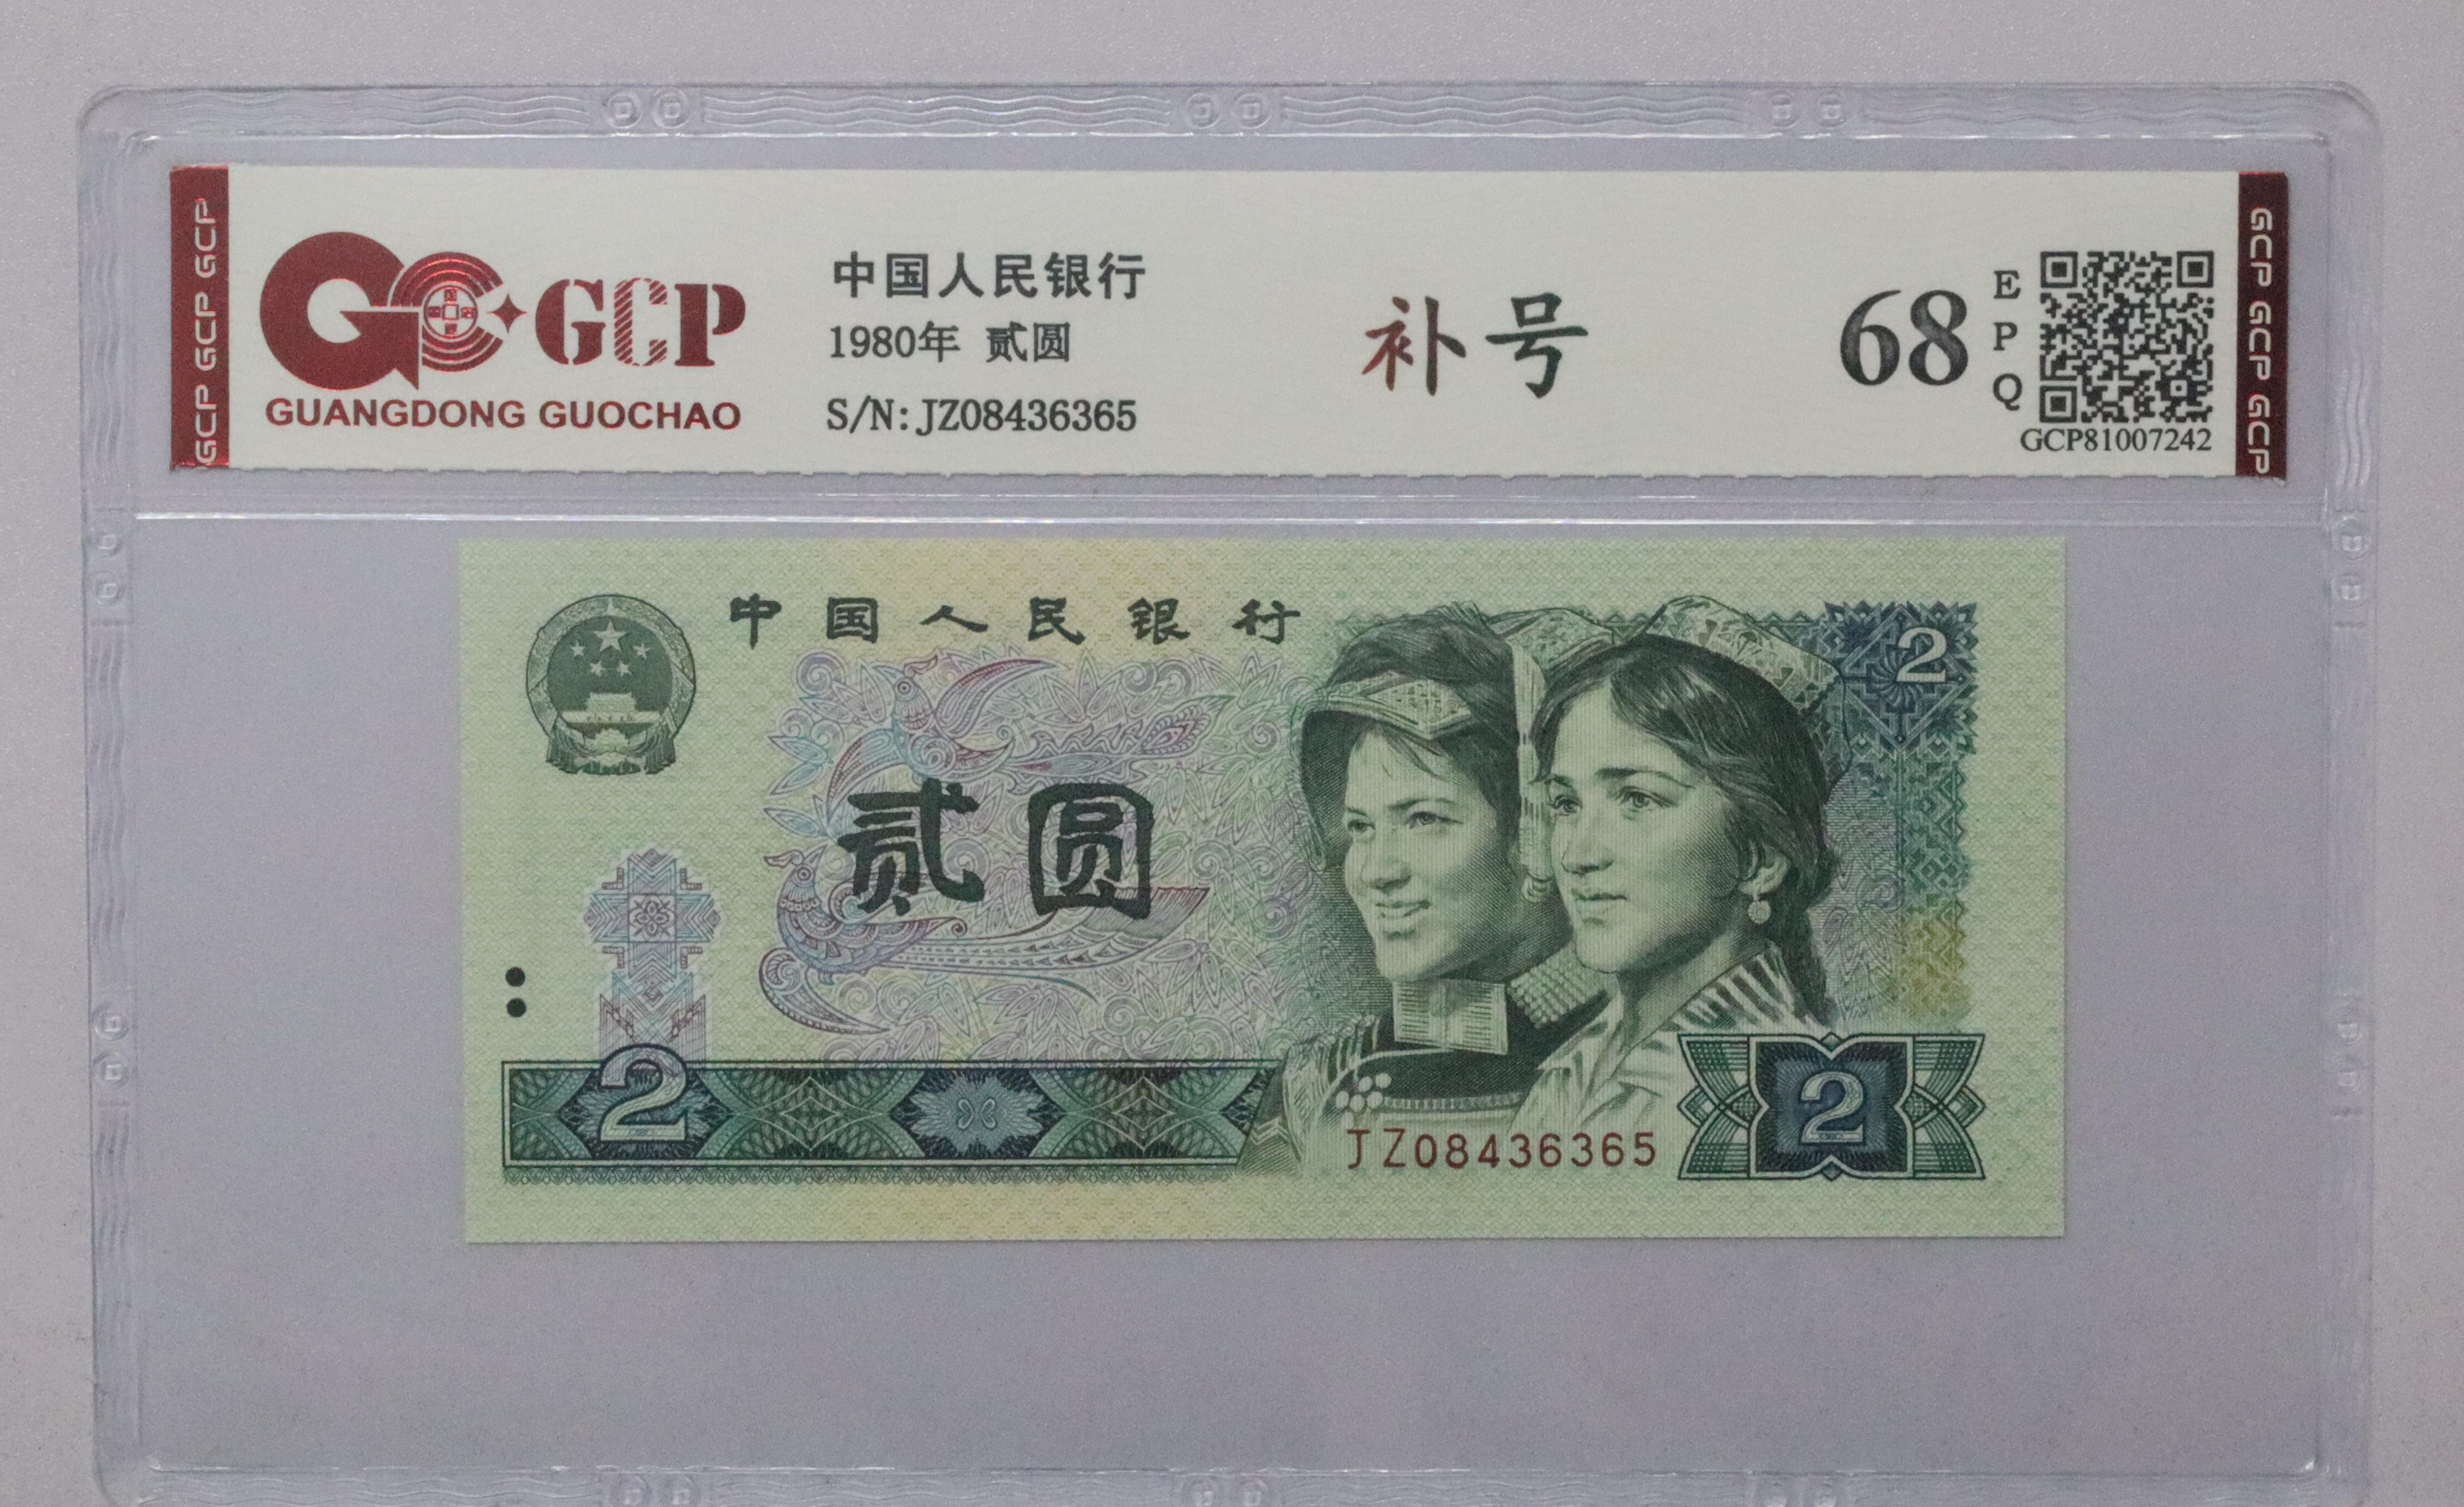 GCP GCP GCP
GCP
GUANGDONG GUOCHAO
中国人民银行
1980年 贰圆
S/N: JZ08436365
补号
68
EPQ
GCP81007242
GCP GCP GCP
中国人民银行
2
贰圆
2
JZ08436365
2